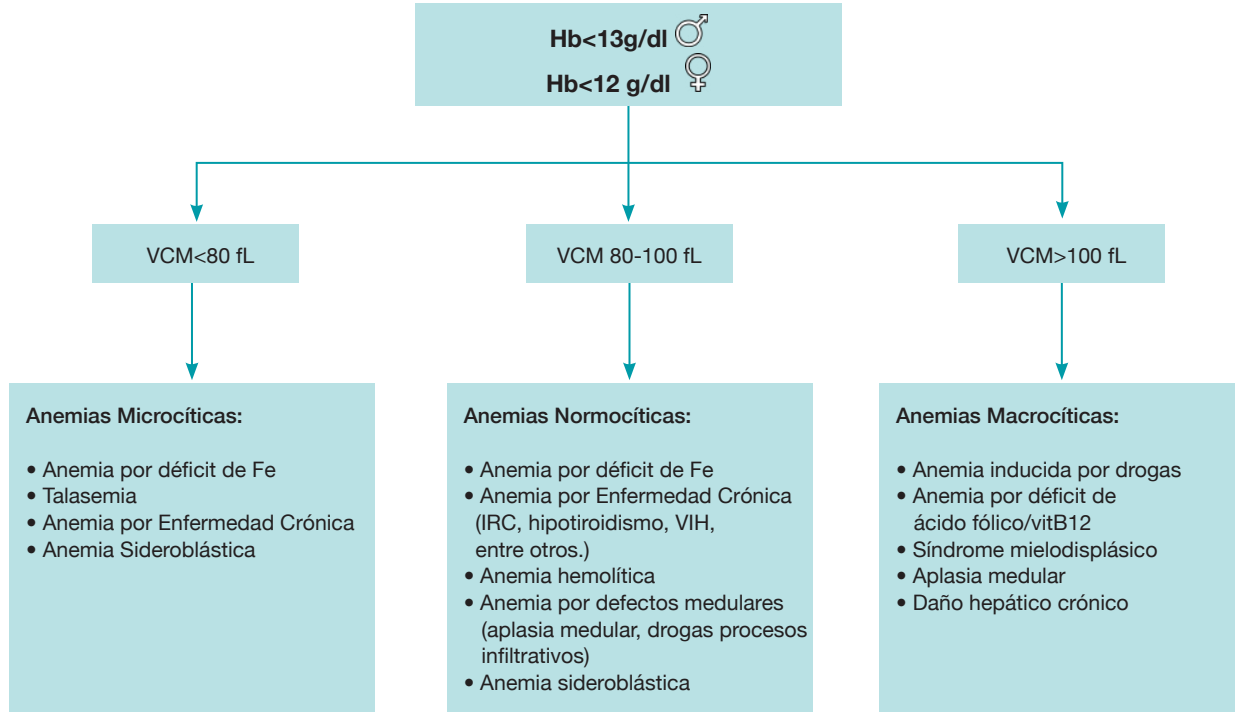 Hb<13g/dl ♂
Hb<12 g/dl ♀
VCM<80 fL
VCM 80-100 fL
VCM>100 fL
Anemias Microcíticas:
• Anemia por déficit de Fe
• Talasemia
• Anemia por Enfermedad Crónica
• Anemia Sideroblástica
Anemias Normocíticas:
• Anemia por déficit de Fe
• Anemia por Enfermedad Crónica
(IRC, hipotiroidismo, VIH,
entre otros.)
• Anemia hemolítica
• Anemia por defectos medulares
(aplasia medular, drogas procesos
infiltrativos)
• Anemia sideroblástica
Anemias Macrocíticas:
• Anemia inducida por drogas
• Anemia por déficit de
ácido fólico/vitB12
• Síndrome mielodisplásico
• Aplasia medular
• Daño hepático crónico